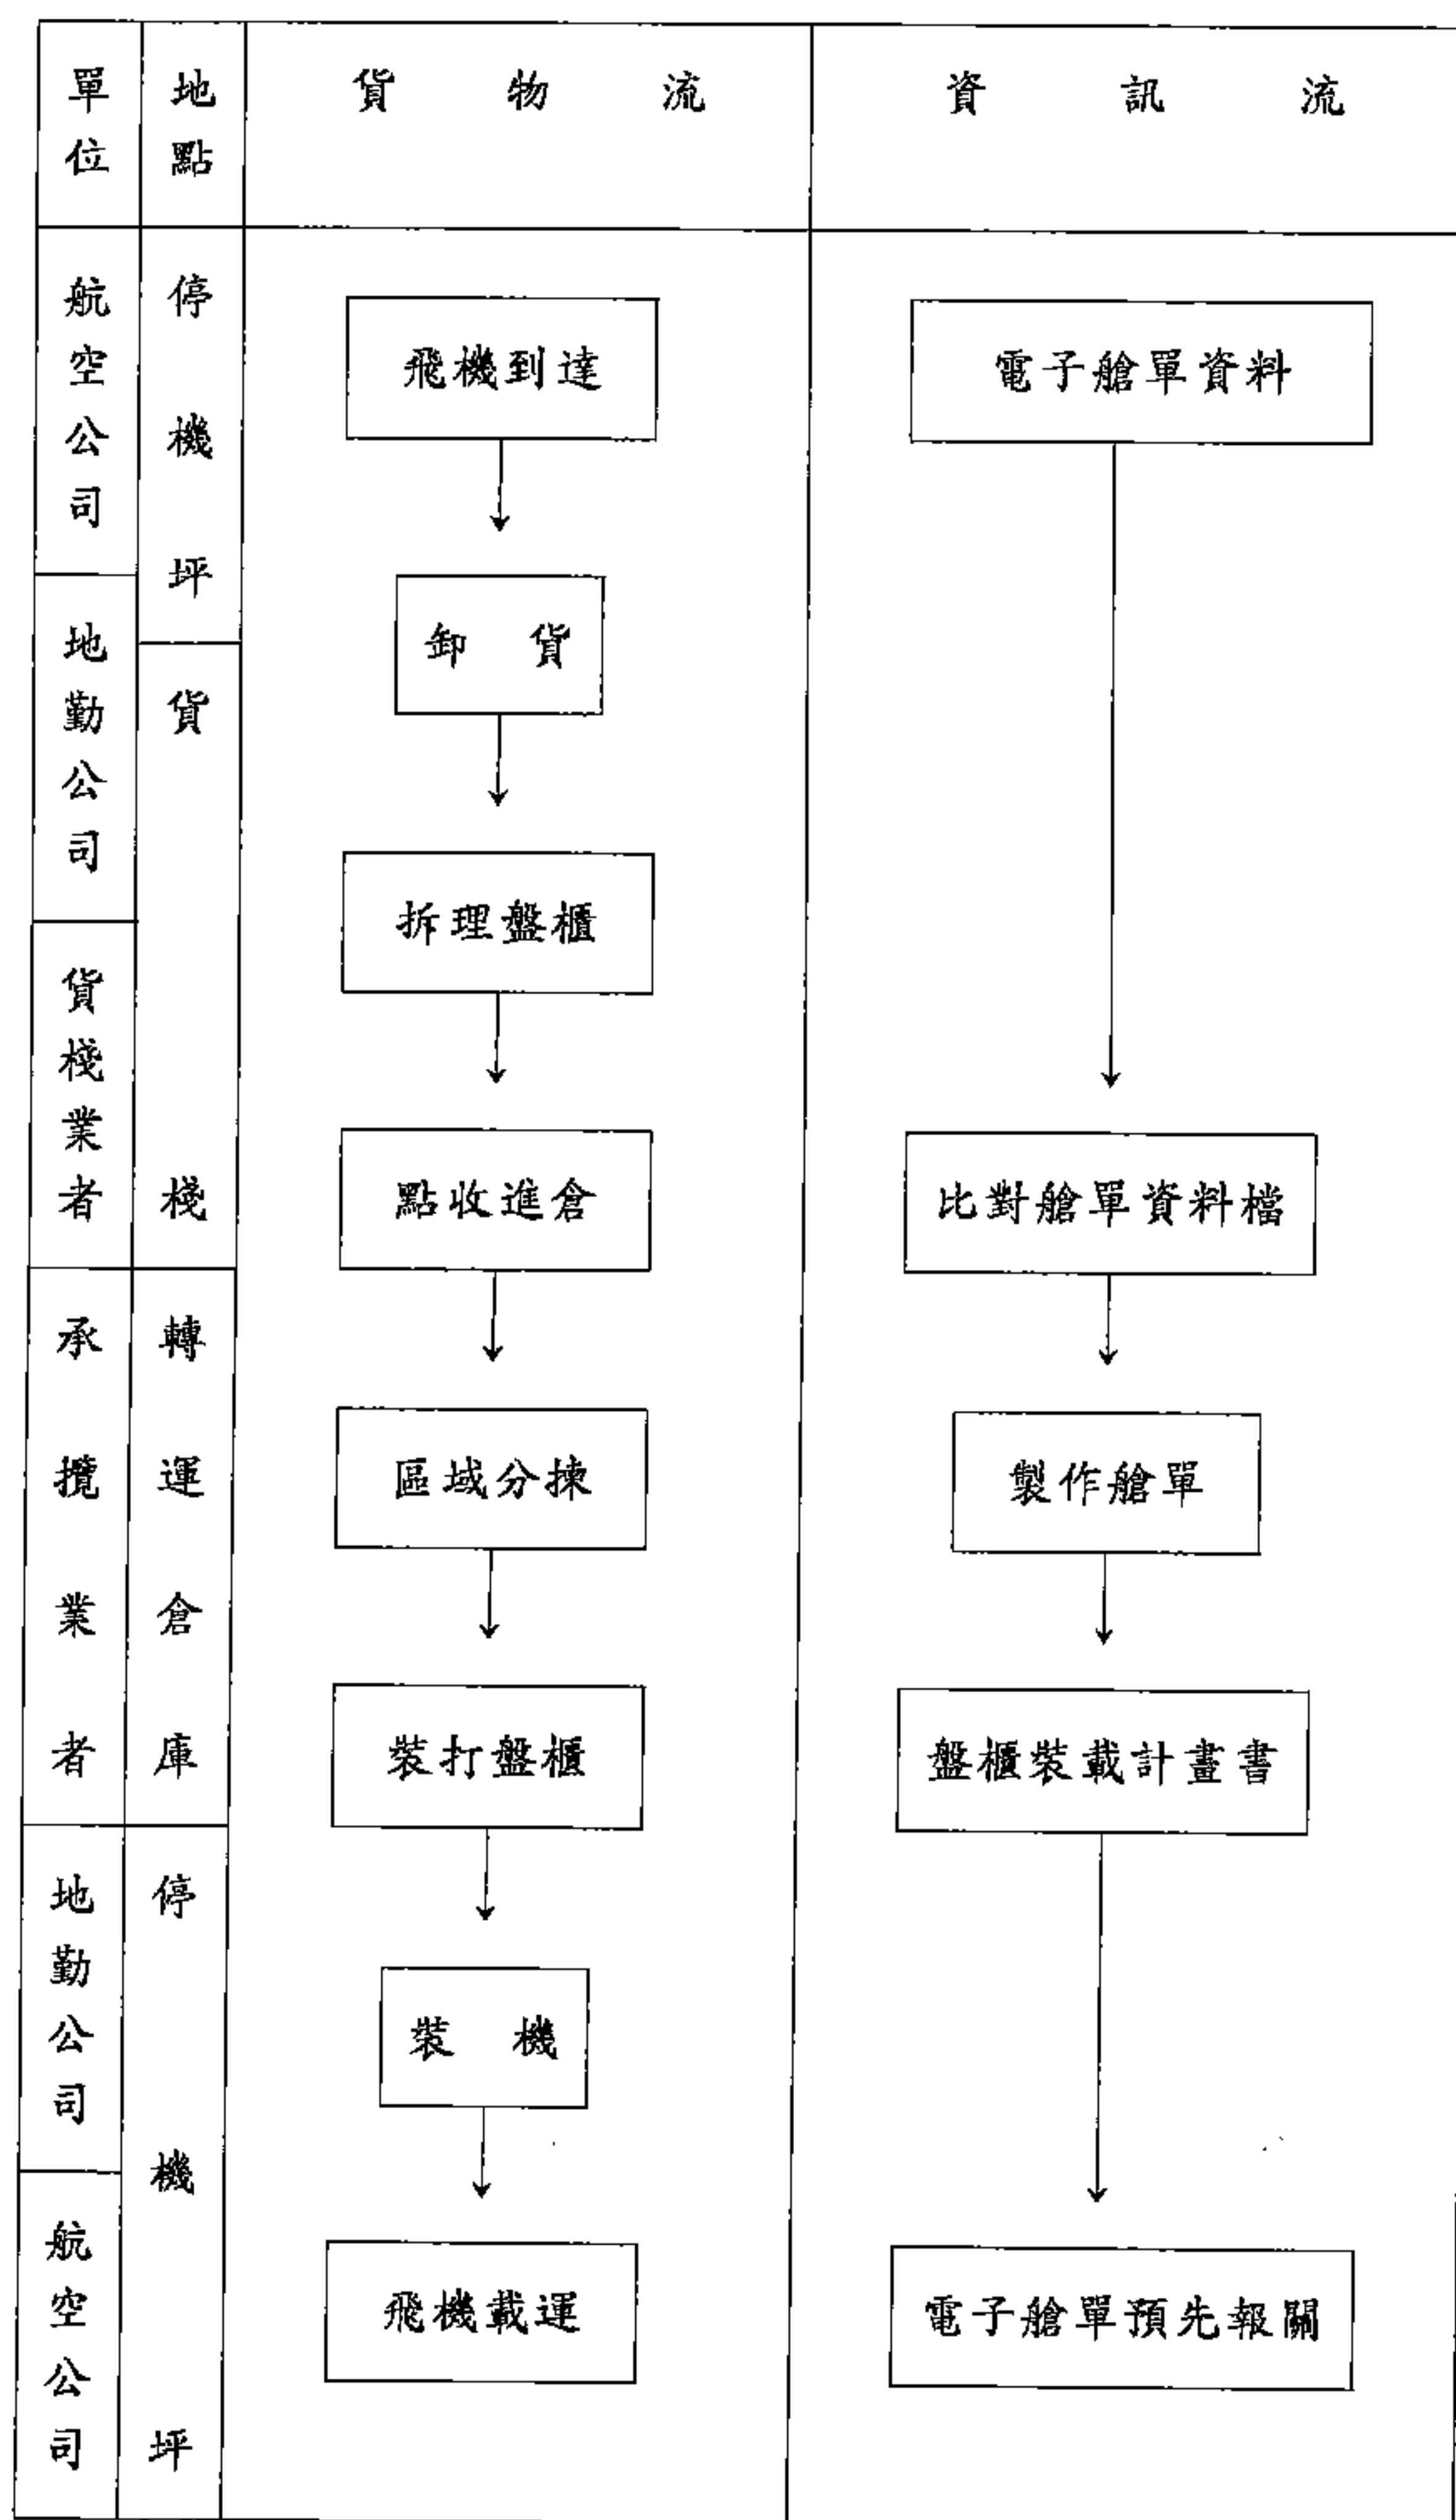 單位
地點
貨物流
資訊流
航空公司
停機坪
飛機到達
電子艙單資料
地勤公司
卸貨
貨棧
拆理盤櫃
貨棧業者
點收進倉
比對艙單資料檔
承攬業者
轉運倉庫
區域分揀
製作艙單
裝打盤櫃
盤櫃裝載計畫書
地勤公司
停機坪
裝機
航空公司
飛機載運
電子艙單預先報關